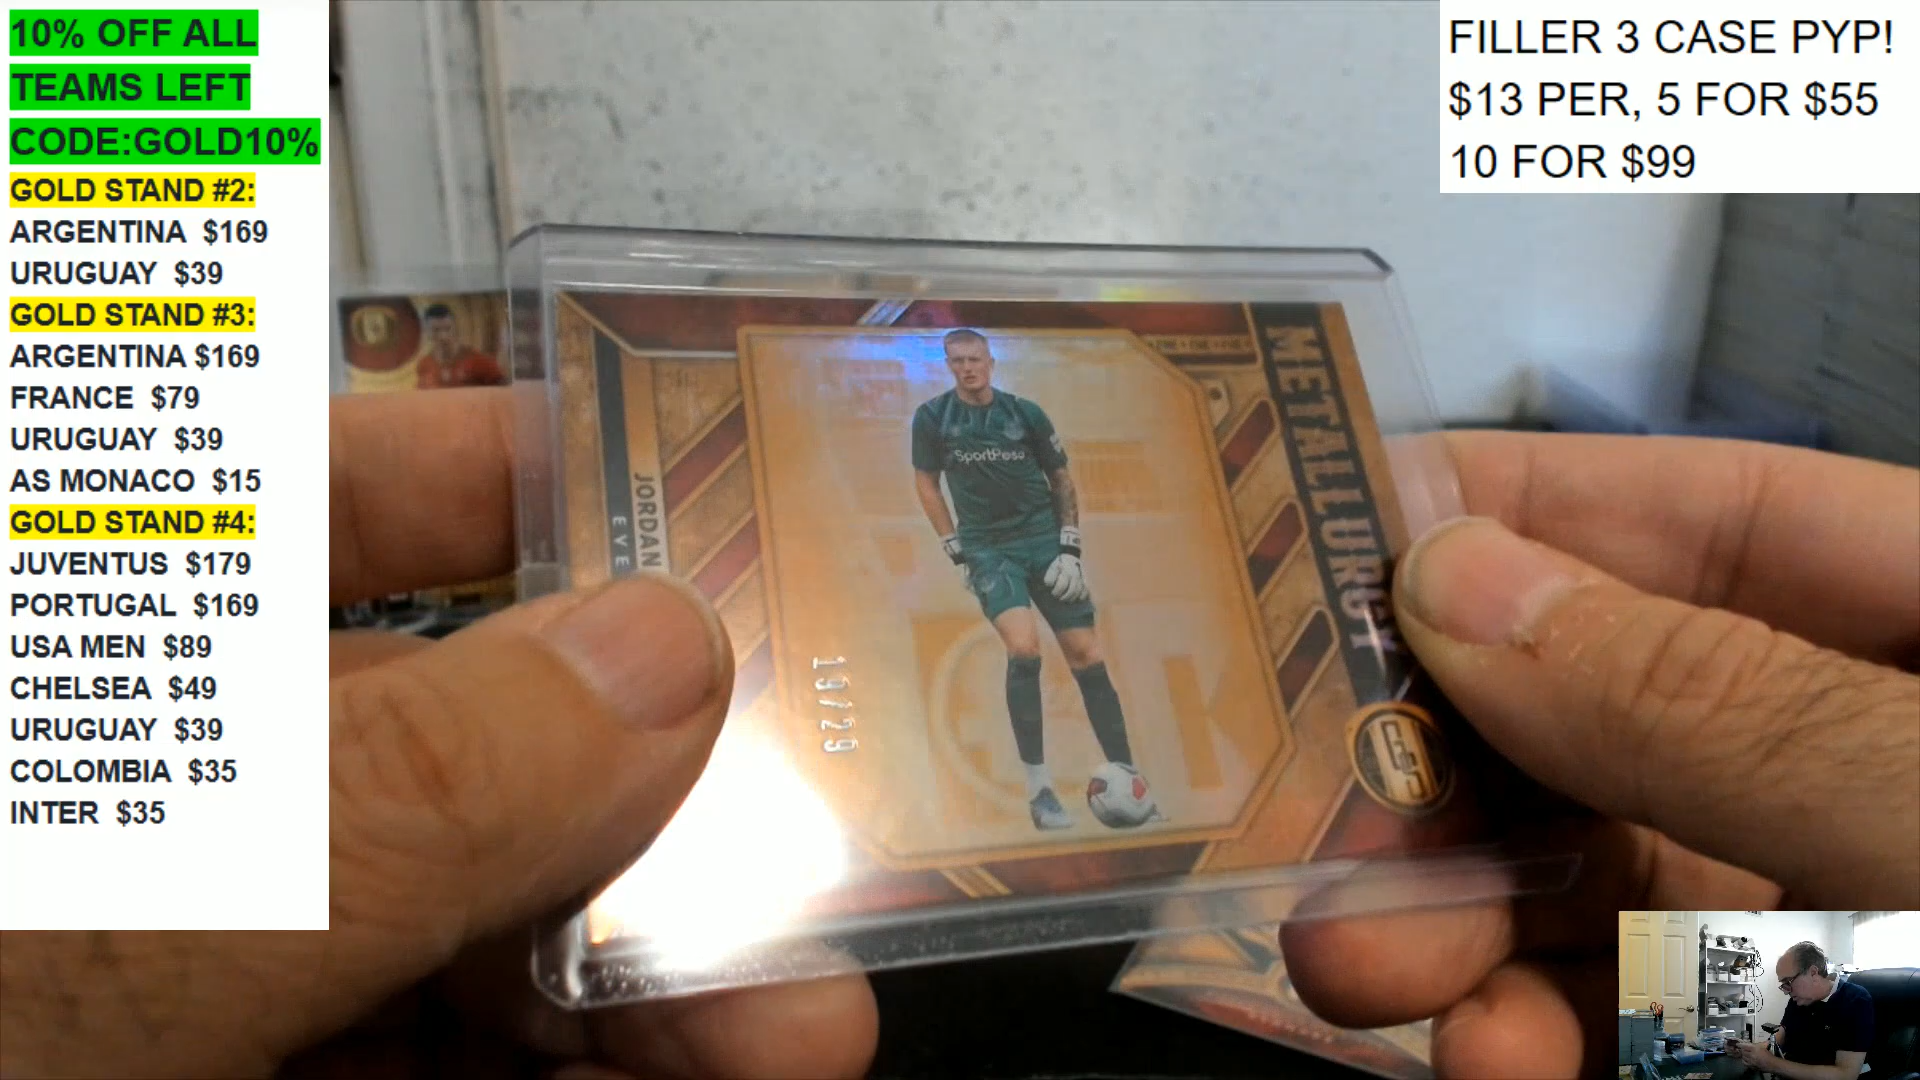 10% OFF ALL
TEAMS LEFT
CODE:GOLD10%
GOLD STAND #2:
ARGENTINA $169
URUGUAY $39
GOLD STAND #3:
ARGENTINA $169
FRANCE $79
URUGUAY $39
AS MONACO $15
GOLD STAND #4:
JUVENTUS $179
PORTUGAL $169
USA MEN $89
CHELSEA $49
URUGUAY $39
COLOMBIA $35
INTER $35
FILLER 3 CASE PYP!
$13 PER, 5 FOR $55
10 FOR $99
METALLURGY
SportPesa
JORDAN
EVE
19/29